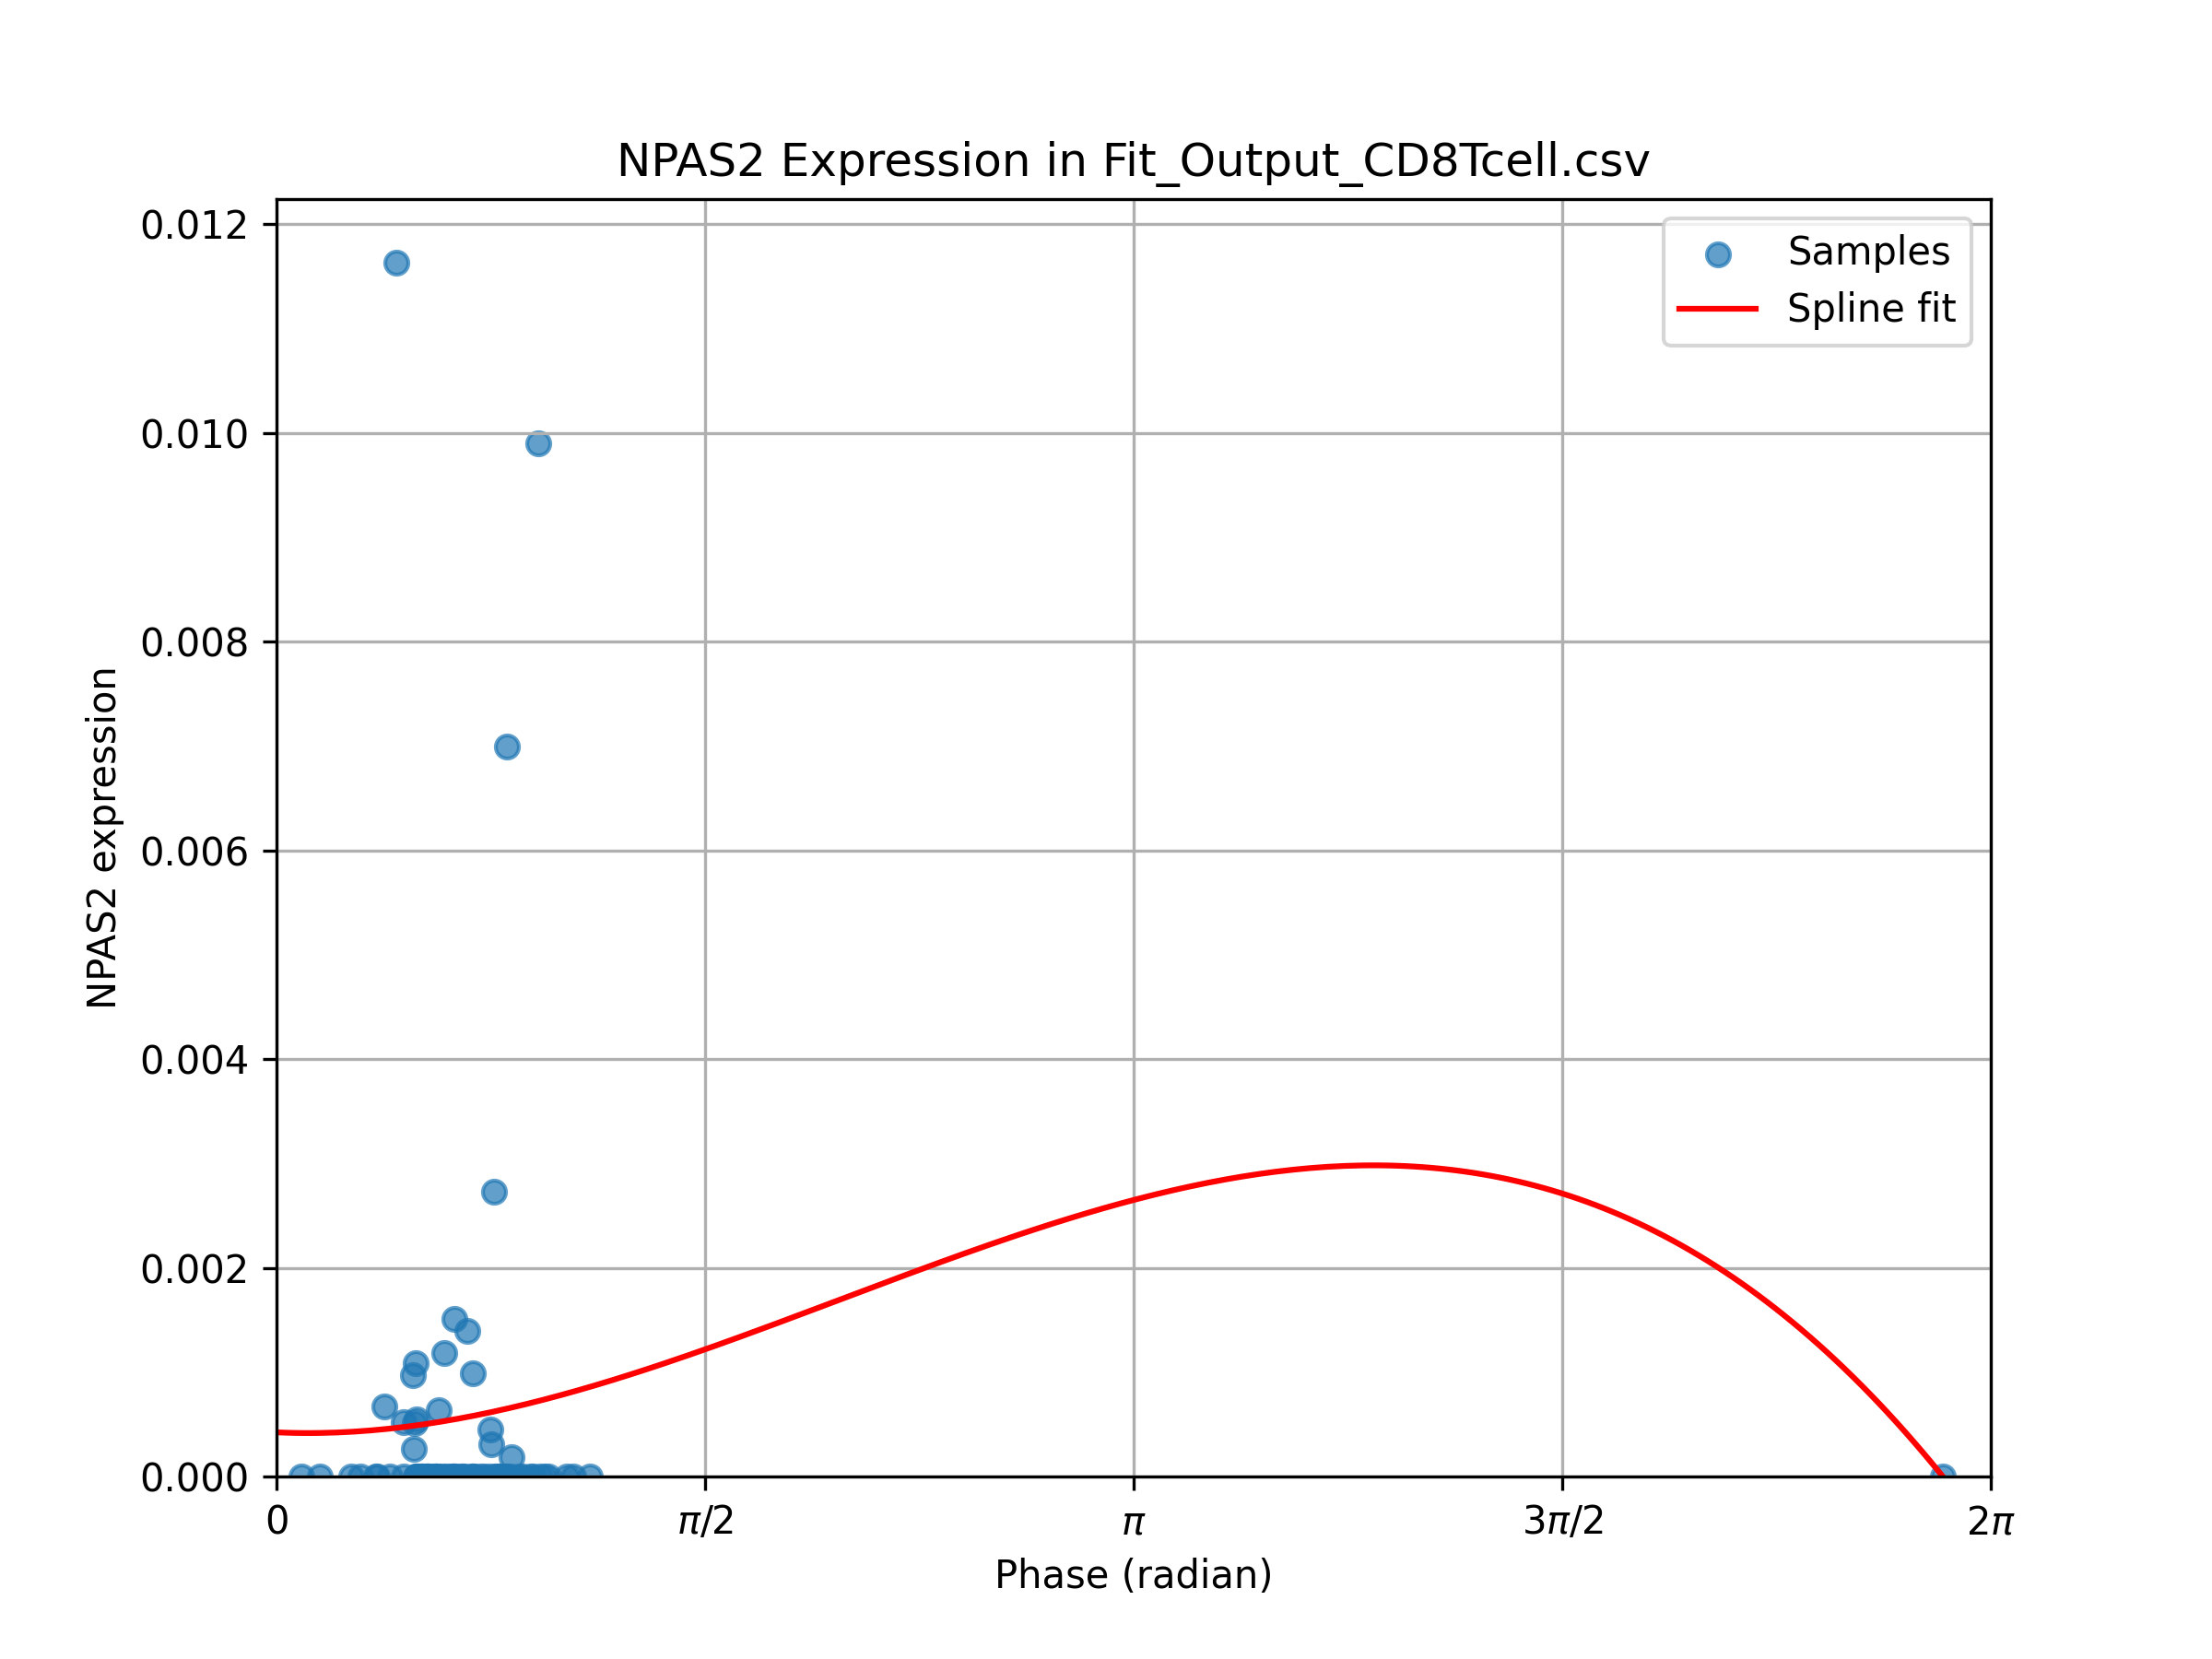 NPAS2 Expression in Fit_Output_CD8Tcell.csv
Samples
Spline fit
0.012
0.010
0.008
0.006
0.004
0.002
0.000
NPAS2 expression
0
π/2
π
3π/2
2π
Phase (radian)